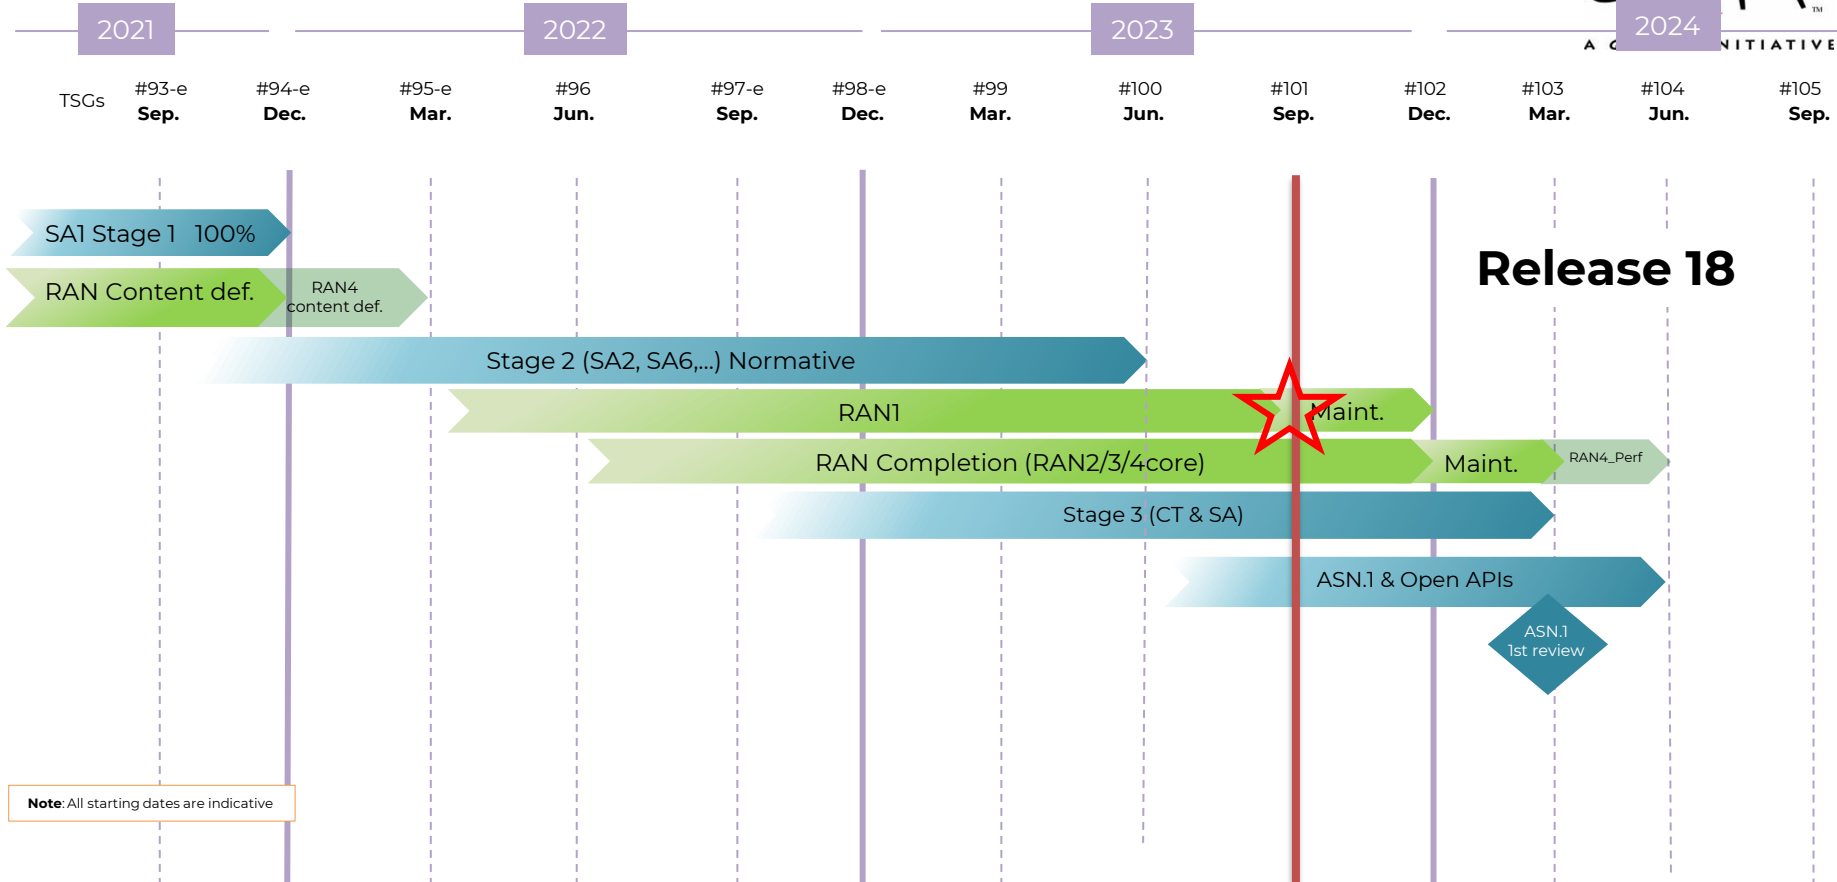 2021
2022
2023
2024
TM
A G NITIATIVE
TSGs
#93-e
Sep.
#94-e
Dec.
#95-e
Mar.
#96
Jun.
#97-e
Sep.
#98-e
Dec.
#99
Mar.
#100
Jun.
#101
Sep.
#102
Dec.
#103
Mar.
#104
Jun.
#105
Sep.
SA1 Stage 1 100%
Release 18
RAN Content def.
RAN4
content def.
Stage 2 (SA2, SA6,...) Normative
RAN1
Maint.
RAN Completion (RAN2/3/4core)
Maint.
RAN4_Perf
Stage 3 (CT & SA)
ASN.1 & Open APIs
ASN.1
1st review
Note: All starting dates are indicative